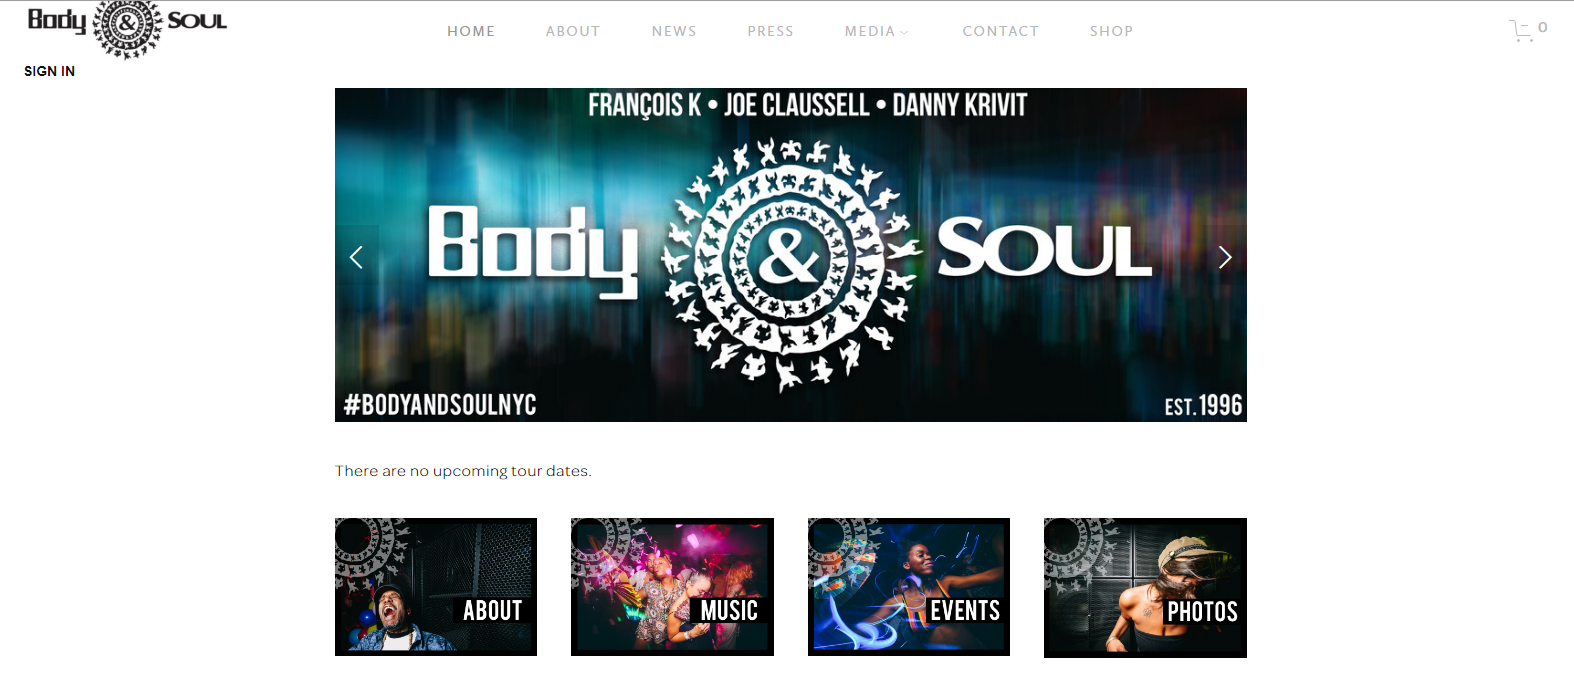 Body & SOUL
HOME ABOUT NEWS PRESS MEDIA CONTACT SHOP
0
SIGN IN
FRANÇOIS K • JOE CLAUSSELL • DANNY KRIVIT
Body & SOUL
#BODYANDSOULNYC
EST. 1996
There are no upcoming tour dates.
ABOUT
MUSIC
EVENTS
PHOTOS